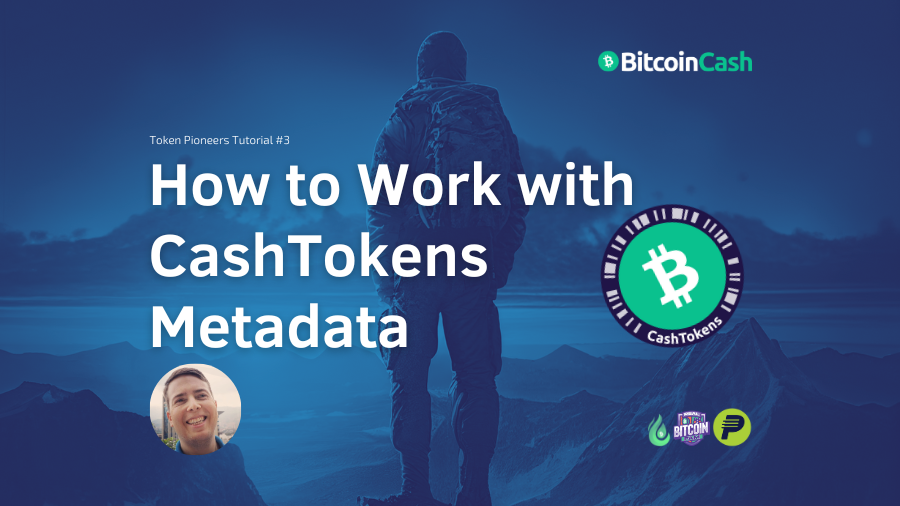 BitcoinCash
Token Pioneers Tutorial #3
How to Work with
CashTokens
Metadata
CashTokens
BITCOIN